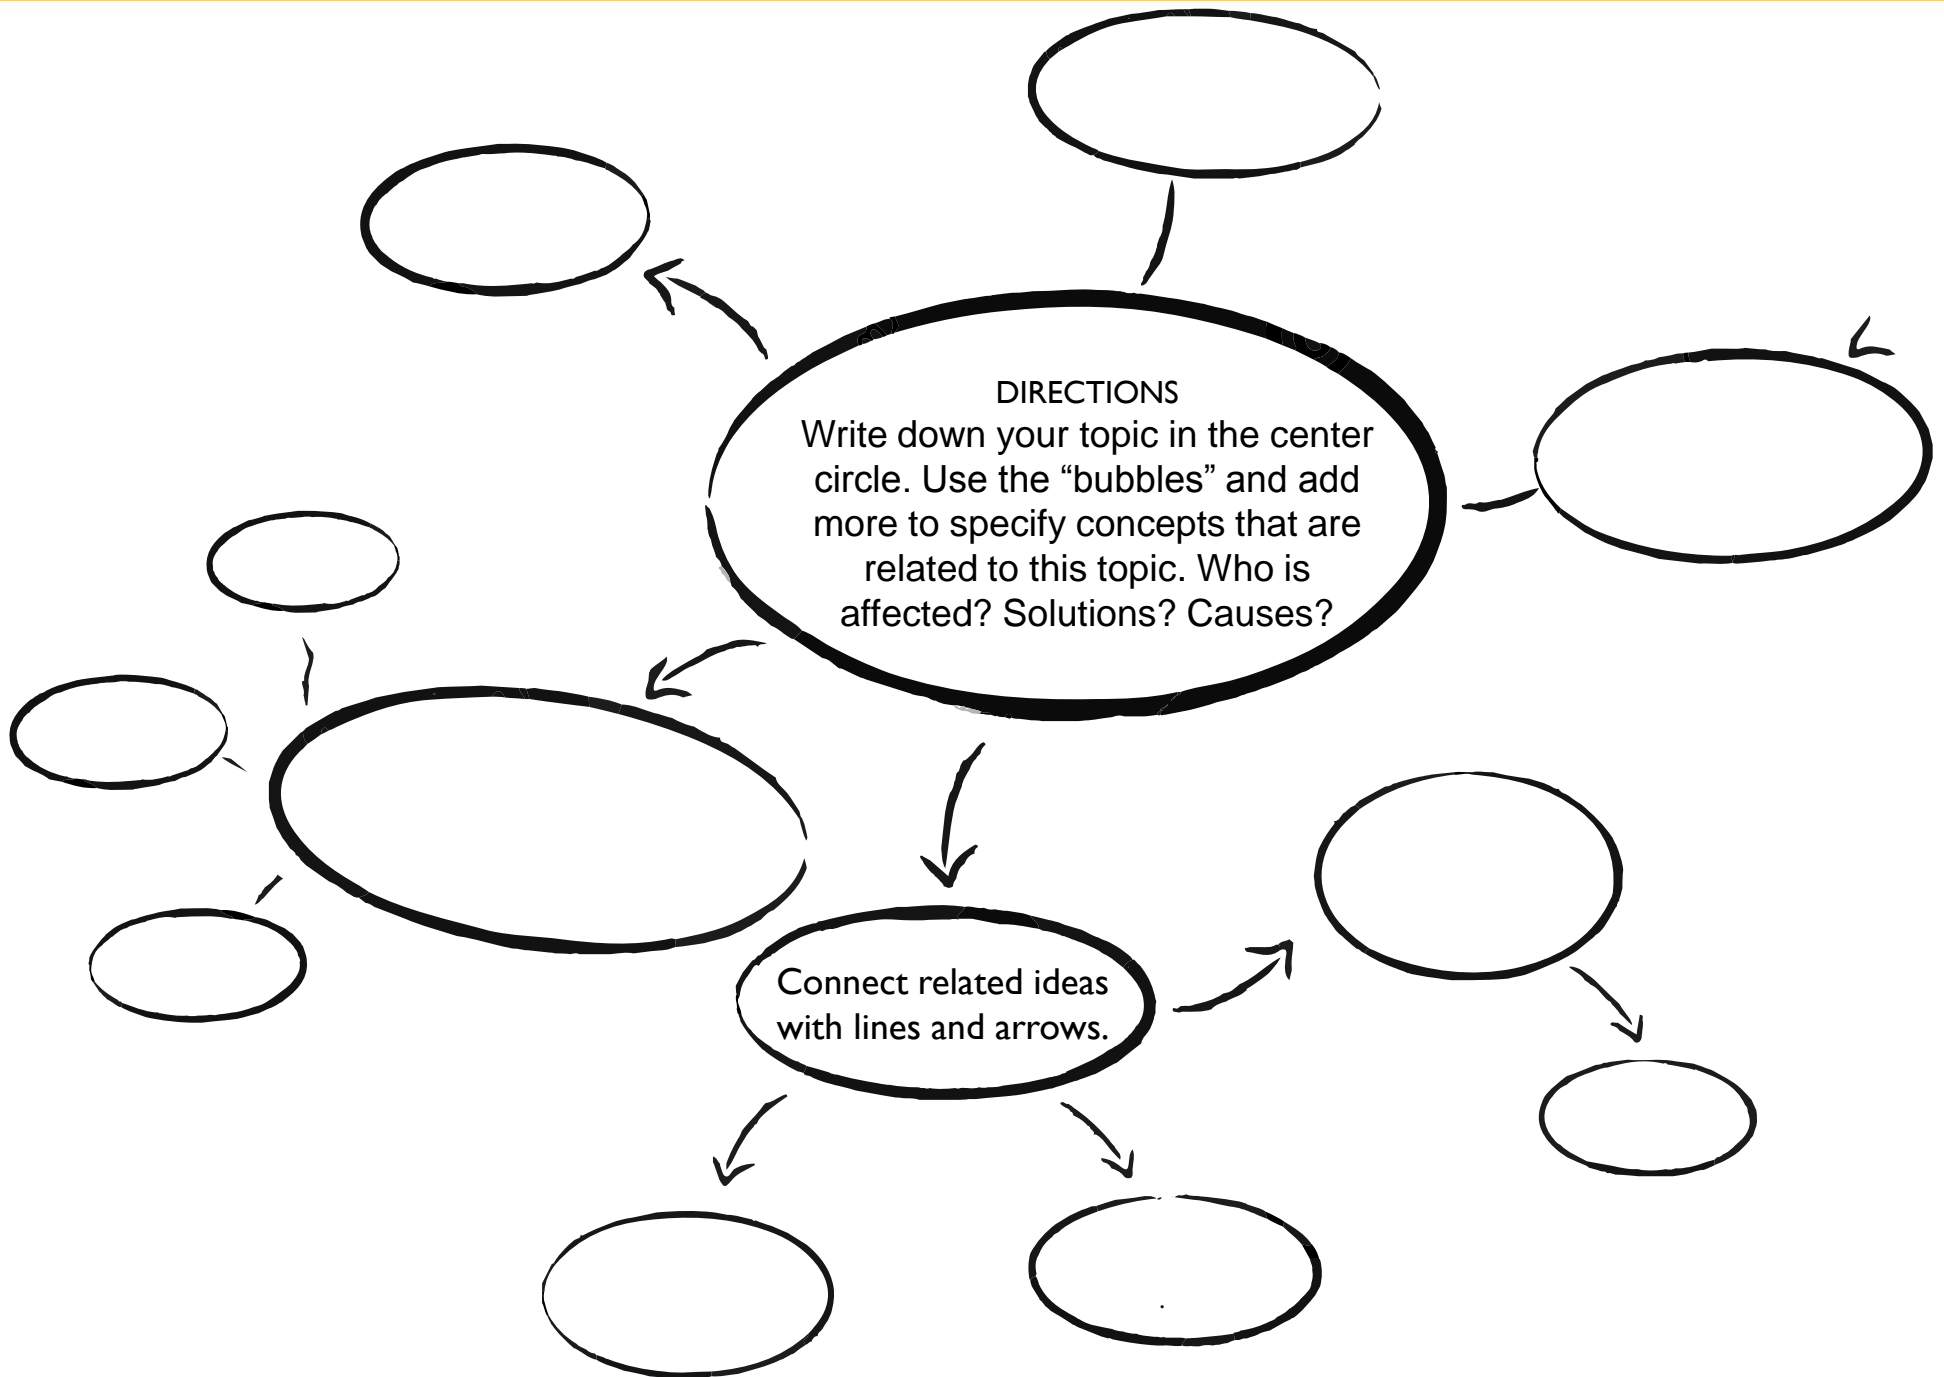 DIRECTIONS
Write down your topic in the center
circle. Use the “bubbles” and add
more to specify concepts that are
related to this topic. Who is
affected? Solutions? Causes?
Connect related ideas
with lines and arrows.